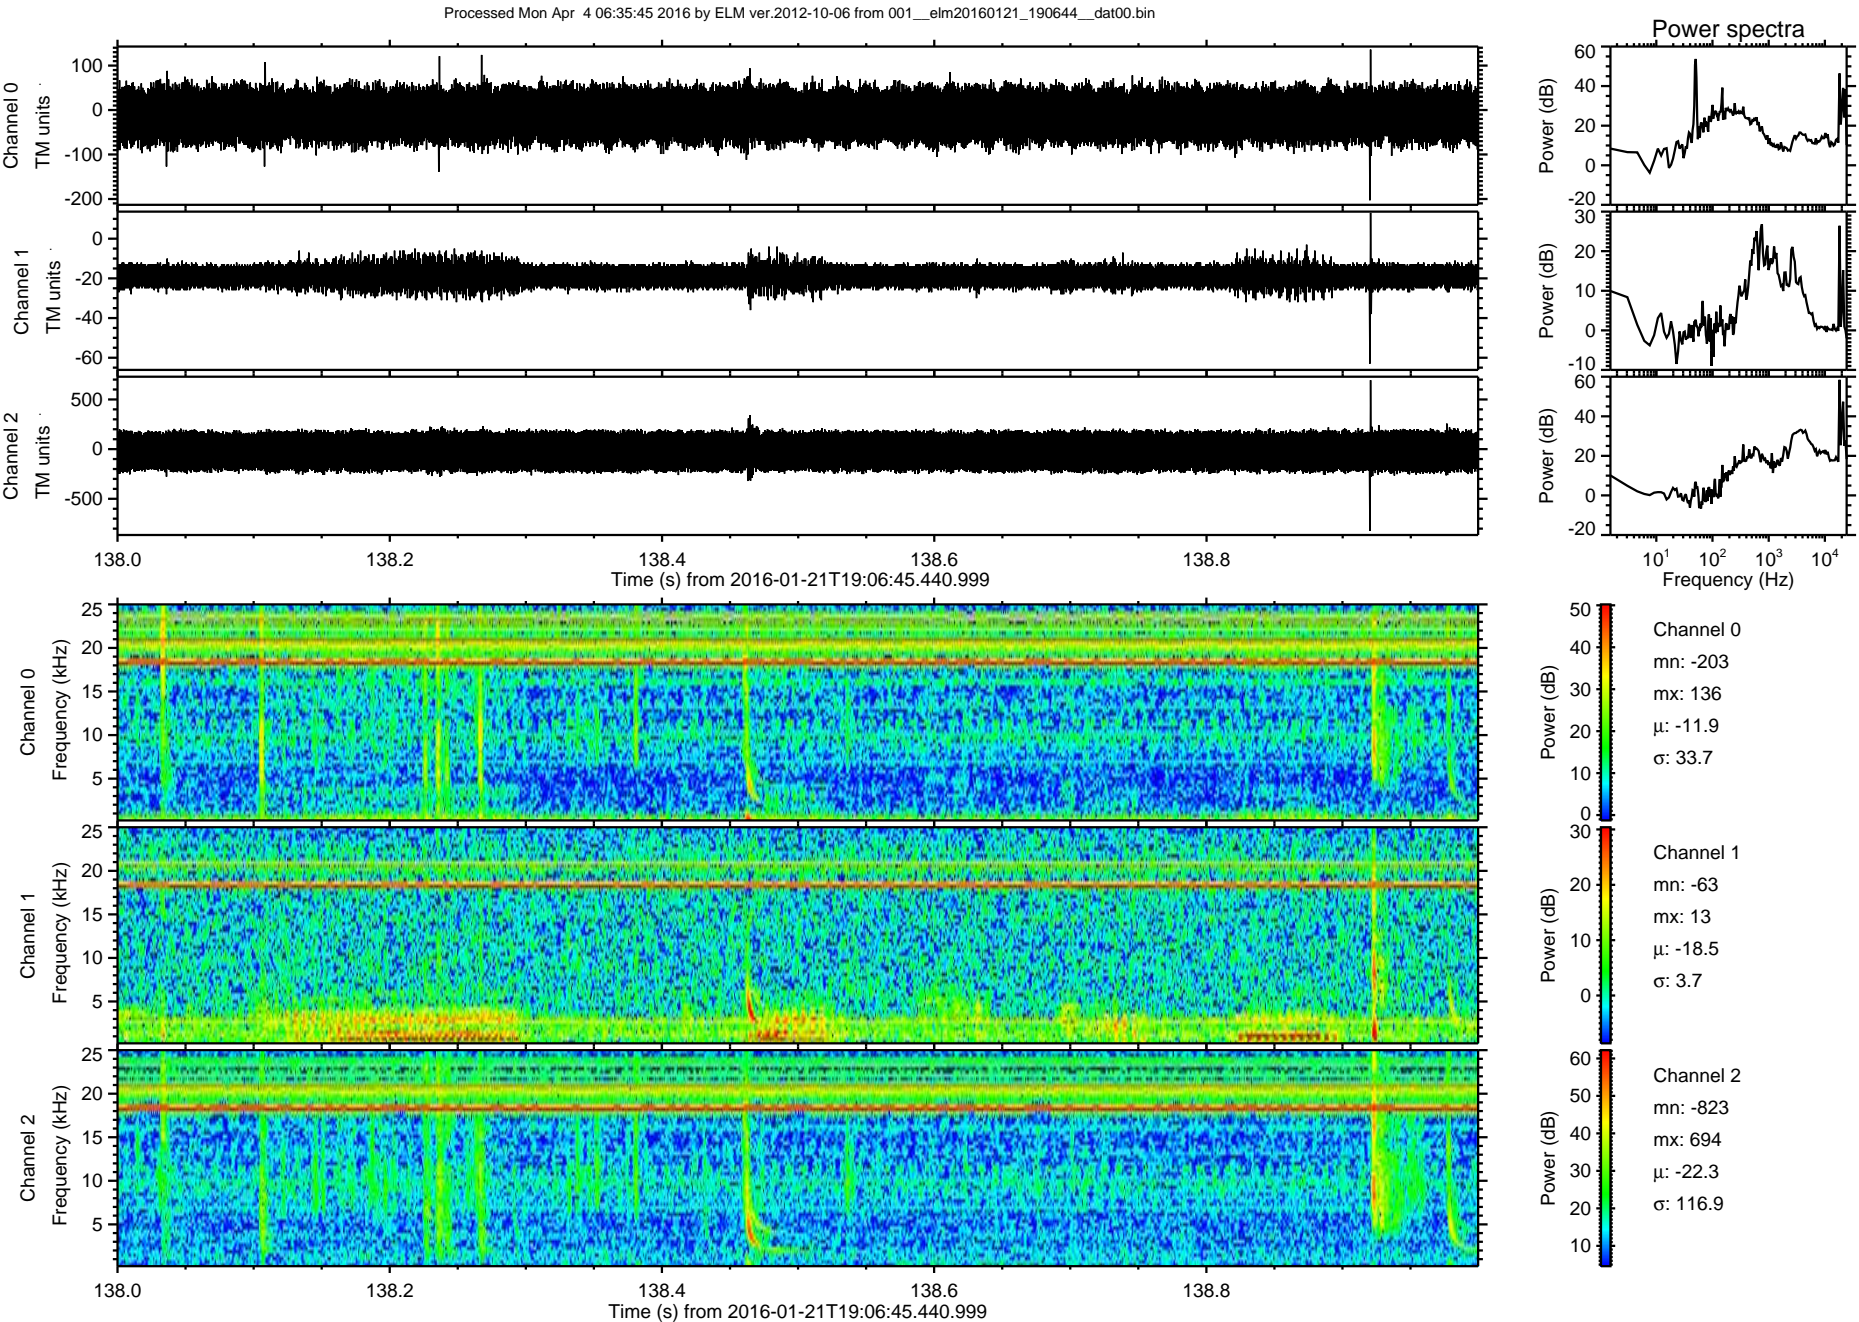 Processed Mon Apr  4 06:35:45 2016 by ELM ver.2012-10-06 from 001__elm20160121_190644__dat00.bin
Power spectra
Channel 0
TM units
100
0
-100
-200
Power (dB)
60
40
20
0
-20
Channel 1
TM units
0
-20
-40
-60
Power (dB)
30
20
10
0
-10
Channel 2
TM units
500
0
-500
Power (dB)
60
40
20
0
-20
138.0
138.2
138.4
138.6
138.8
Time (s) from 2016-01-21T19:06:45.440.999
10^1
10^2
10^3
10^4
Frequency (Hz)
Channel 0
Frequency (kHz)
25
20
15
10
5
Power (dB)
50
40
30
20
10
0
Channel 0
mn: -203
mx: 136
μ: -11.9
σ: 33.7
Channel 1
Frequency (kHz)
25
20
15
10
5
Power (dB)
30
20
10
0
Channel 1
mn: -63
mx: 13
μ: -18.5
σ: 3.7
Channel 2
Frequency (kHz)
25
20
15
10
5
Power (dB)
60
50
40
30
20
10
Channel 2
mn: -823
mx: 694
μ: -22.3
σ: 116.9
138.0
138.2
138.4
138.6
138.8
Time (s) from 2016-01-21T19:06:45.440.999